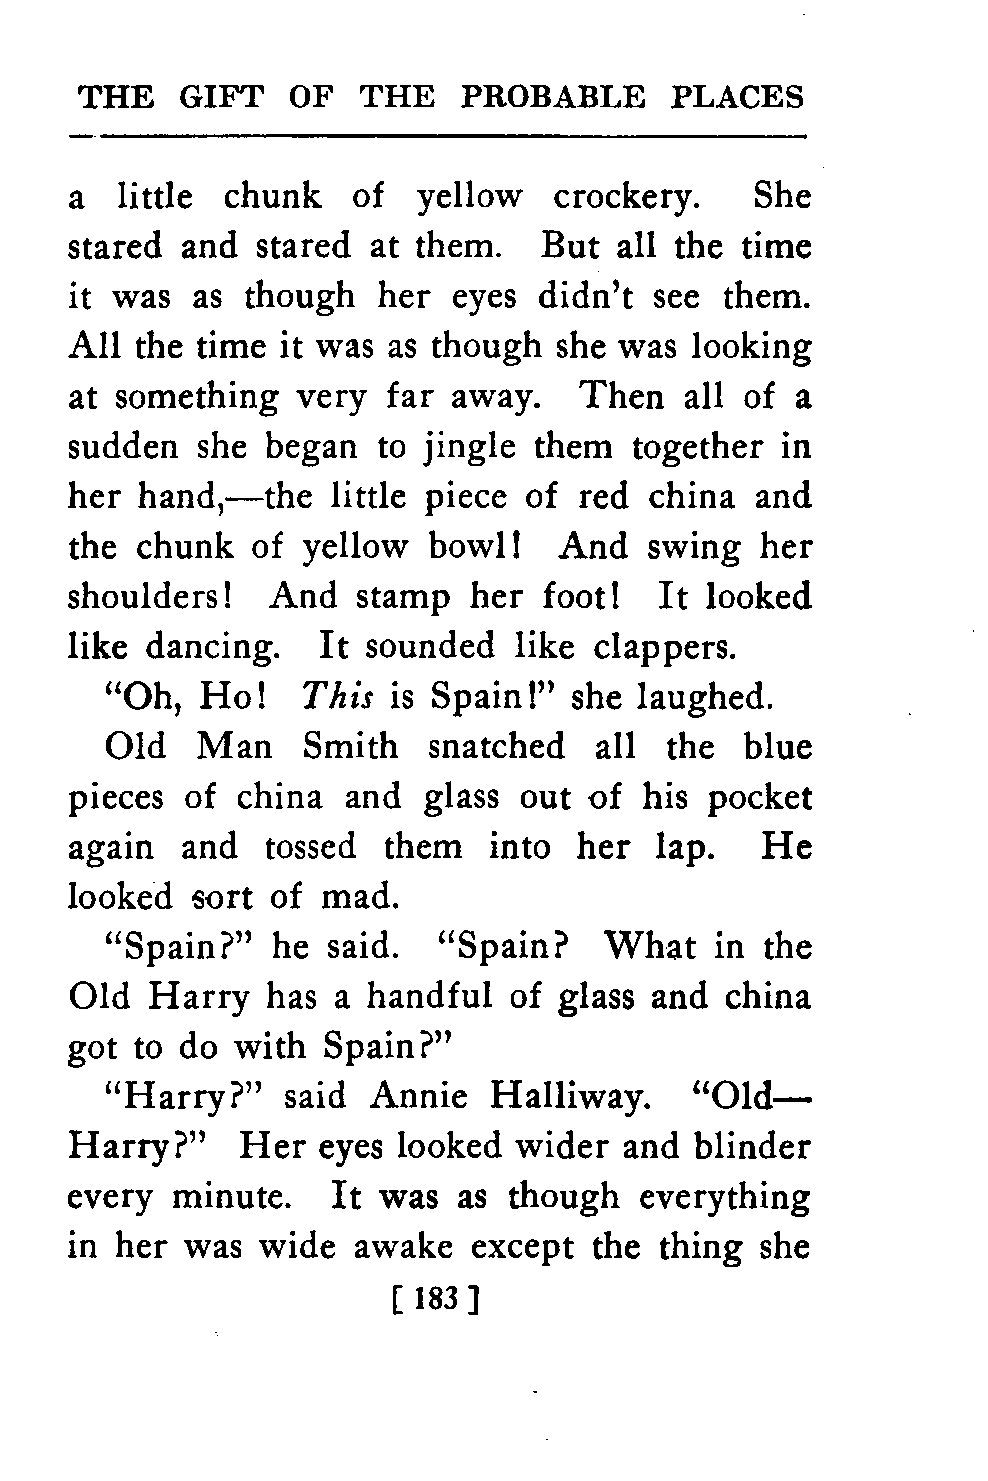 THE GIFT OF THE PROBABLE PLACES
a little chunk of yellow crockery. She
stared and stared at them. But all the time
it was as though her eyes didn't see them.
All the time it was as though she was looking
at something very far away. Then all of a
sudden she began to jingle them together in
her hand,—the little piece of red china and
the chunk of yellow bowl! And swing her
shoulders! And stamp her foot! It looked
like dancing. It sounded like clappers.
"Oh, Ho! This is Spain!" she laughed.
Old Man Smith snatched all the blue
pieces of china and glass out of his pocket
again and tossed them into her lap. He
looked sort of mad.
"Spain?" he said. "Spain? What in the
Old Harry has a handful of glass and china
got to do with Spain?"
"Harry?" said Annie Halliway. "Old—
Harry?" Her eyes looked wider and blinder
every minute. It was as though everything
in her was wide awake except the thing she
[ 183 ]